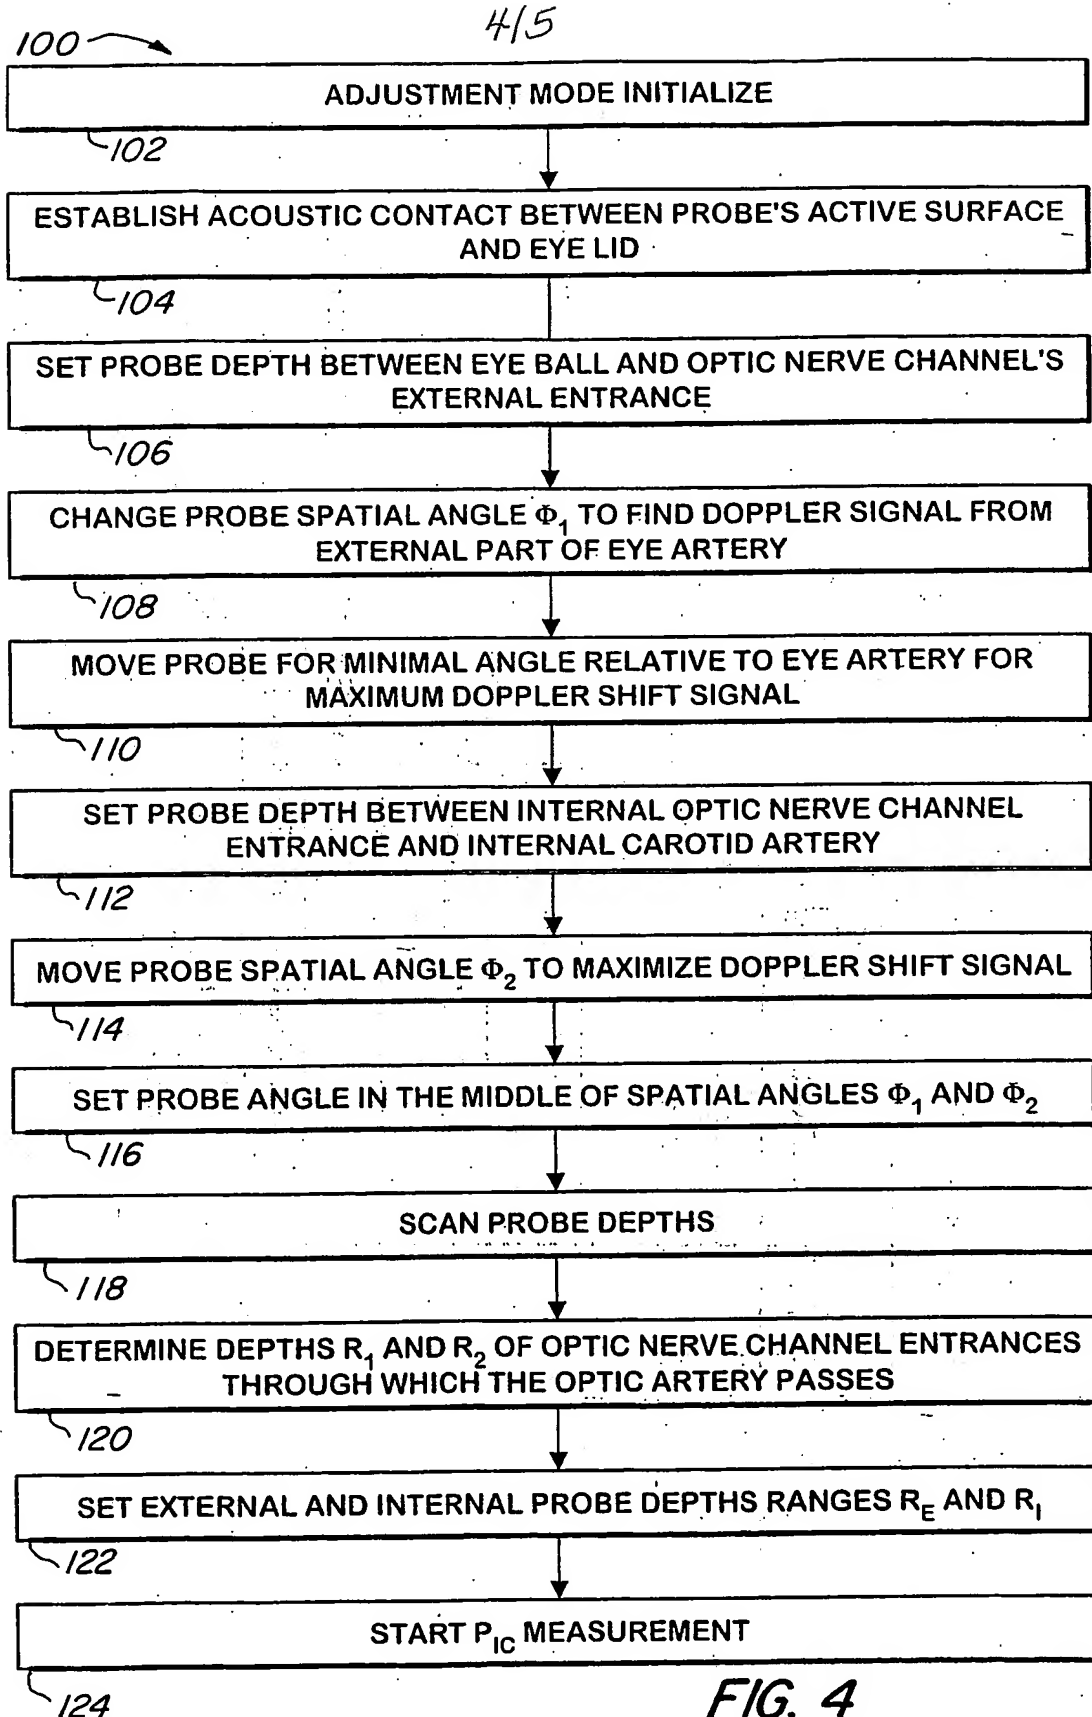 4/5
100
ADJUSTMENT MODE INITIALIZE
102
ESTABLISH ACOUSTIC CONTACT BETWEEN PROBE'S ACTIVE SURFACE
AND EYE LID
104
SET PROBE DEPTH BETWEEN EYE BALL AND OPTIC NERVE CHANNEL'S
EXTERNAL ENTRANCE
106
CHANGE PROBE SPATIAL ANGLE Φ₁ TO FIND DOPPLER SIGNAL FROM
EXTERNAL PART OF EYE ARTERY
108
MOVE PROBE FOR MINIMAL ANGLE RELATIVE TO EYE ARTERY FOR
MAXIMUM DOPPLER SHIFT SIGNAL
110
SET PROBE DEPTH BETWEEN INTERNAL OPTIC NERVE CHANNEL
ENTRANCE AND INTERNAL CAROTID ARTERY
112
MOVE PROBE SPATIAL ANGLE Φ₂ TO MAXIMIZE DOPPLER SHIFT SIGNAL
114
SET PROBE ANGLE IN THE MIDDLE OF SPATIAL ANGLES Φ₁ AND Φ₂
116
SCAN PROBE DEPTHS
118
DETERMINE DEPTHS R₁ AND R₂ OF OPTIC NERVE CHANNEL ENTRANCES
THROUGH WHICH THE OPTIC ARTERY PASSES
120
SET EXTERNAL AND INTERNAL PROBE DEPTHS RANGES R_E AND R_I
122
START P_IC MEASUREMENT
124
FIG. 4